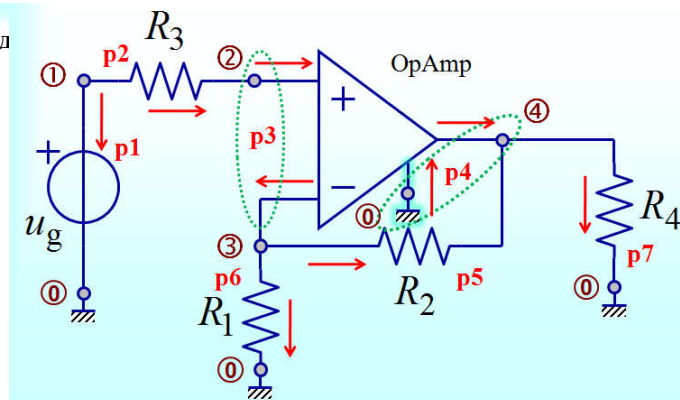 д
p2
R₃
①
②
OpAmp
+
④
+
p1
p3
p4
−
u_g
⓪
R₄
③
p6
p5
p7
⓪
R₁
R₂
⓪
⓪